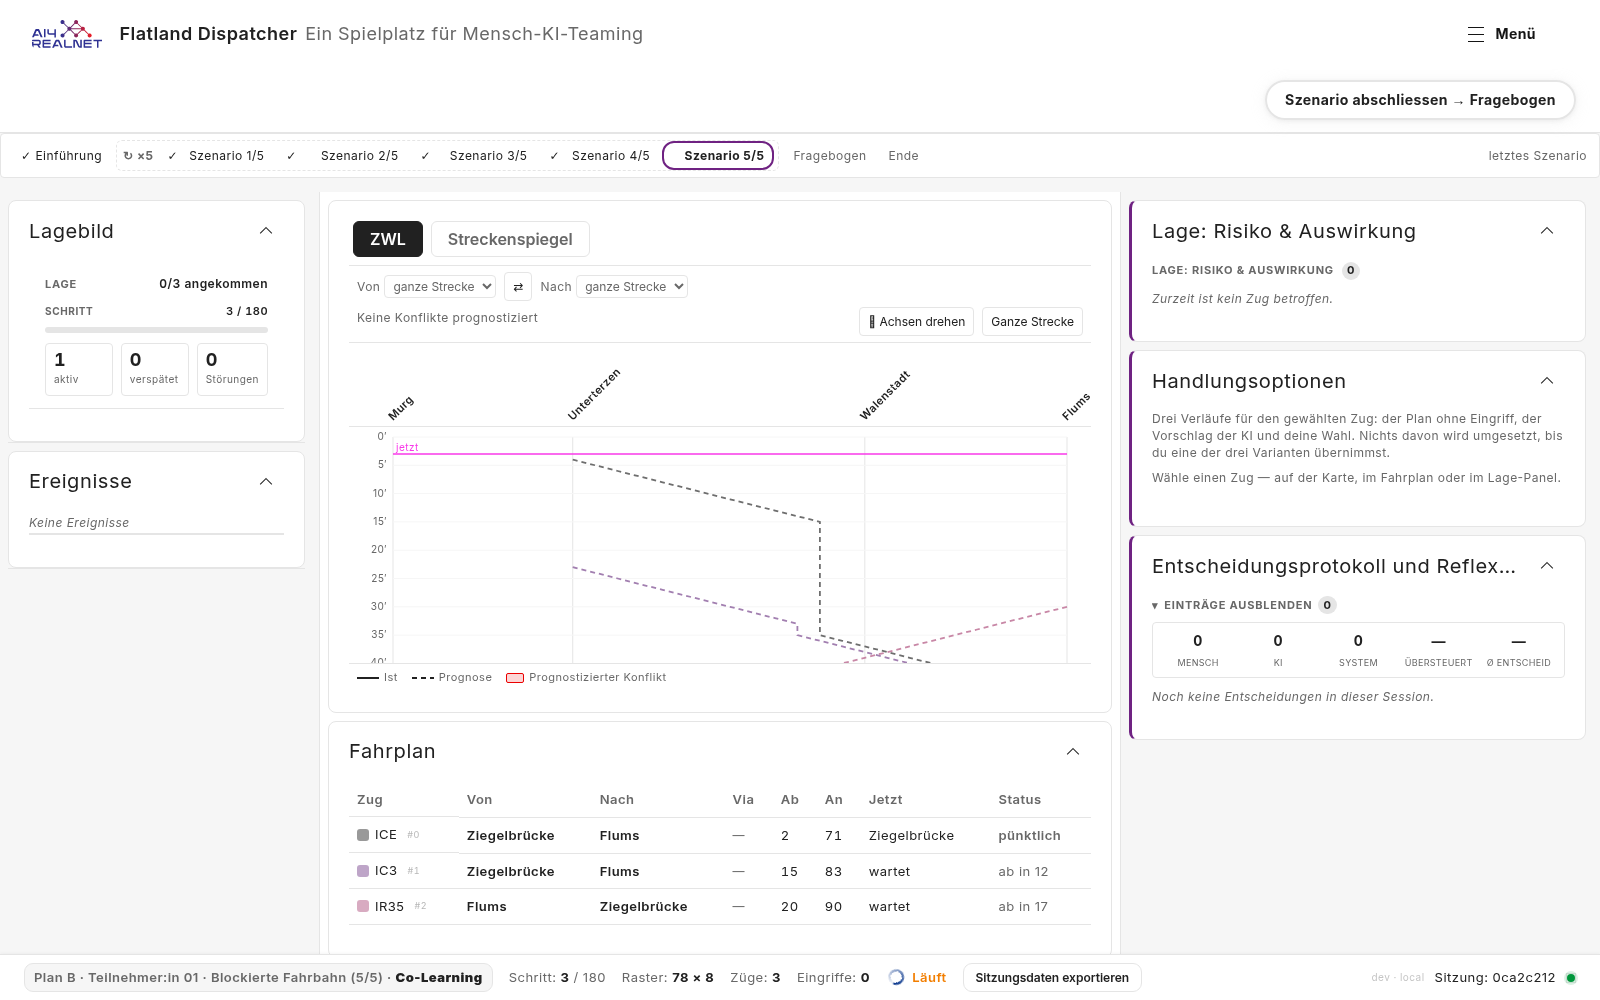 AI4
REALNET
Flatland Dispatcher Ein Spielplatz für Mensch-KI-Teaming
Menü
Szenario abschliessen → Fragebogen
✓ Einführung ↻ ×5 ✓ Szenario 1/5 ✓ Szenario 2/5 ✓ Szenario 3/5 ✓ Szenario 4/5 Szenario 5/5 Fragebogen Ende letztes Szenario
Lagebild
LAGE 0/3 angekommen
SCHRITT 3 / 180
1 0 0
aktiv verspätet Störungen
Ereignisse
Keine Ereignisse
ZWL Streckenspiegel
Von ganze Strecke ⇄ Nach ganze Strecke
Keine Konflikte prognostiziert
Achsen drehen Ganze Strecke
Murg Unterterzen Walenstadt Flums
0'
jetzt
5'
10'
15'
20'
25'
30'
35'
40'
Ist Prognose Prognostizierter Konflikt
Fahrplan
Zug Von Nach Via Ab An Jetzt Status
ICE #0 Ziegelbrücke Flums — 2 71 Ziegelbrücke pünktlich
IC3 #1 Ziegelbrücke Flums — 15 83 wartet ab in 12
IR35 #2 Flums Ziegelbrücke — 20 90 wartet ab in 17
Lage: Risiko & Auswirkung
LAGE: RISIKO & AUSWIRKUNG 0
Zurzeit ist kein Zug betroffen.
Handlungsoptionen
Drei Verläufe für den gewählten Zug: der Plan ohne Eingriff, der
Vorschlag der KI und deine Wahl. Nichts davon wird umgesetzt, bis
du eine der drei Varianten übernimmst.
Wähle einen Zug — auf der Karte, im Fahrplan oder im Lage-Panel.
Entscheidungsprotokoll und Reflex...
▾ EINTRÄGE AUSBLENDEN 0
0 0 0 — —
MENSCH KI SYSTEM ÜBERSTEUERT Ø ENTSCHEID
Noch keine Entscheidungen in dieser Session.
Plan B · Teilnehmer:in 01 · Blockierte Fahrbahn (5/5) · Co-Learning Schritt: 3 / 180 Raster: 78 × 8 Züge: 3 Eingriffe: 0 Läuft Sitzungsdaten exportieren dev · local Sitzung: 0ca2c212